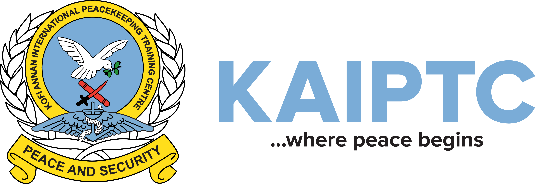 KOFI ANNAN INTERNATIONAL PEACEKEEPING TRAINING CENTRE
PEACE AND SECURITY
KAIPTC
...where peace begins